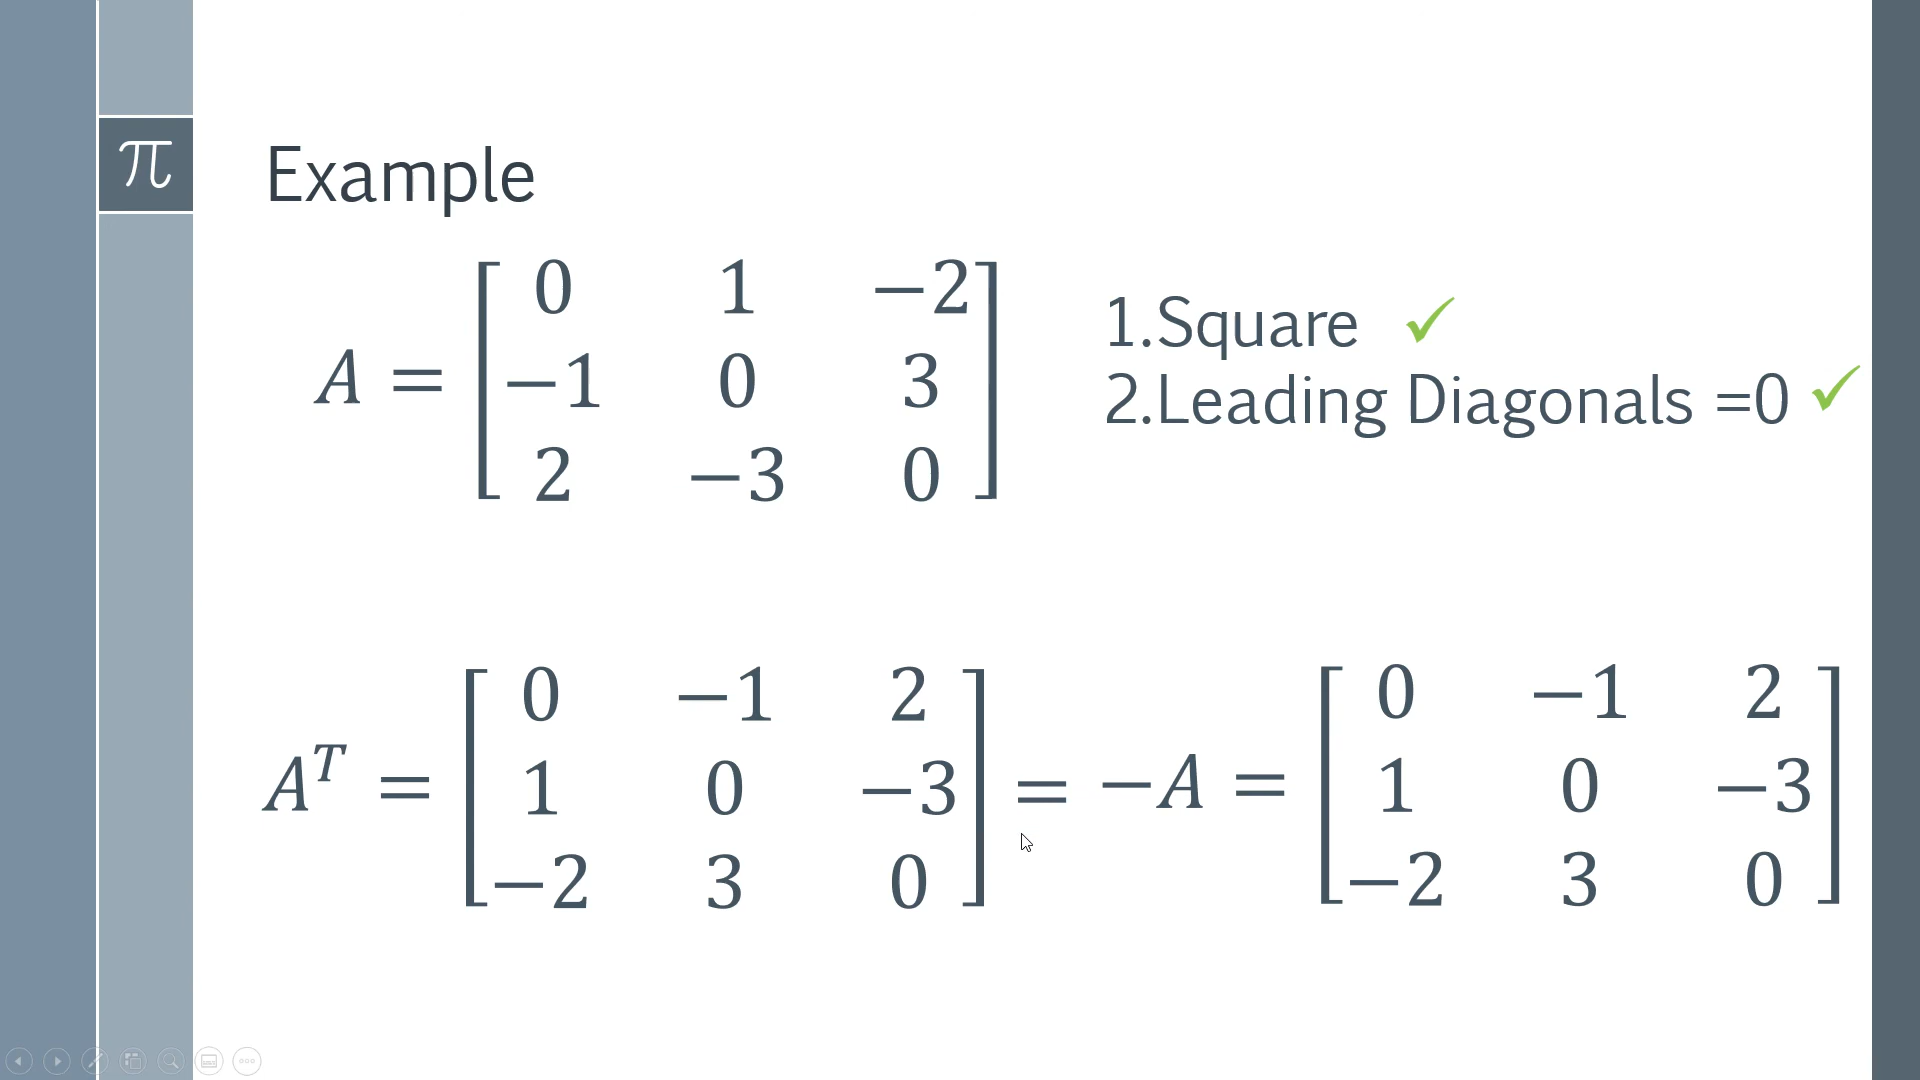 π
Example
A = [ 0 1 −2
−1 0 3
2 −3 0 ]
1.Square ✓
2.Leading Diagonals =0 ✓
Aᵀ = [ 0 −1 2
1 0 −3
−2 3 0 ] = −A = [ 0 −1 2
1 0 −3
−2 3 0 ]